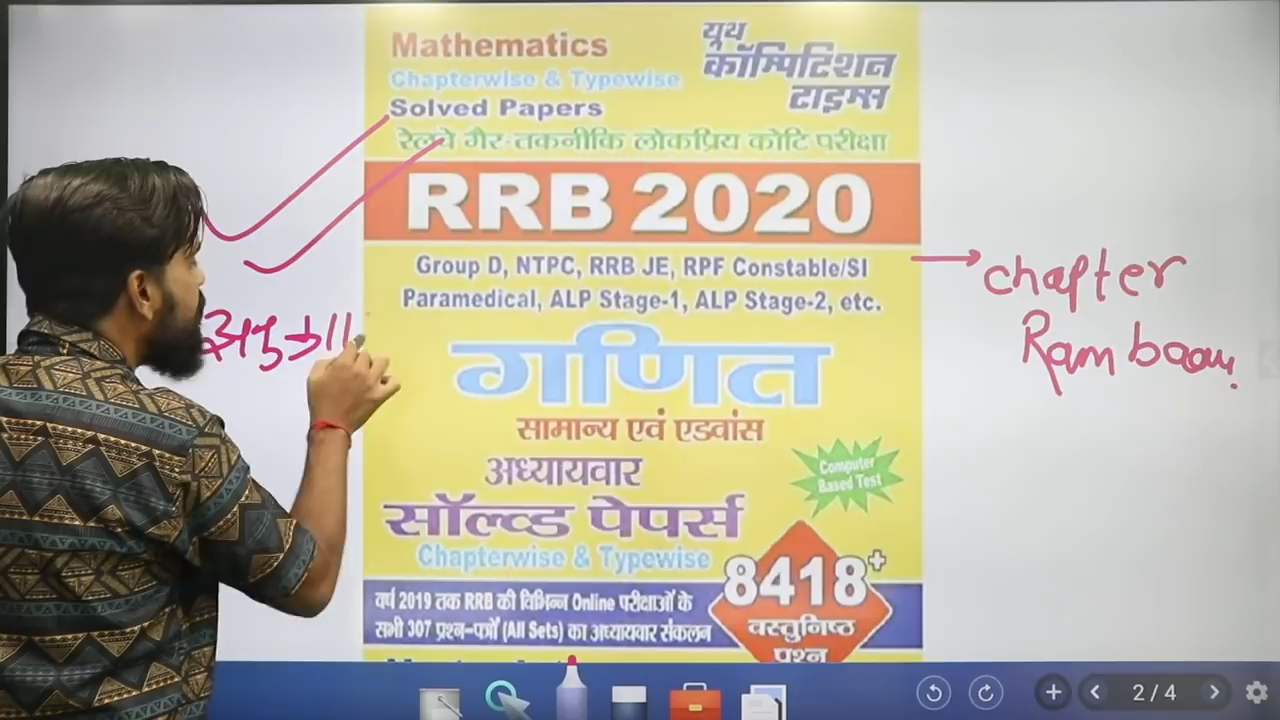 Mathematics
Chapterwise & Typewise
Solved Papers
यूथ
कॉम्पिटिशन
टाइम्स
रेलवे गैर-तकनीकि लोकप्रिय कोटि परीक्षा
RRB 2020
Group D, NTPC, RRB JE, RPF Constable/SI
Paramedical, ALP Stage-1, ALP Stage-2, etc.
chapter
Ram baan
गणित
सामान्य एवं एडवांस
अध्यायवार
सॉल्व्ड पेपर्स
Chapterwise & Typewise
Computer
Based Test
8418+
वस्तुनिष्ठ
प्रश्न
वर्ष 2019 तक RRB की विभिन्न Online परीक्षाओं के
सभी 307 प्रश्न-पत्रों (All Sets) का अध्यायवार संकलन
2 / 4